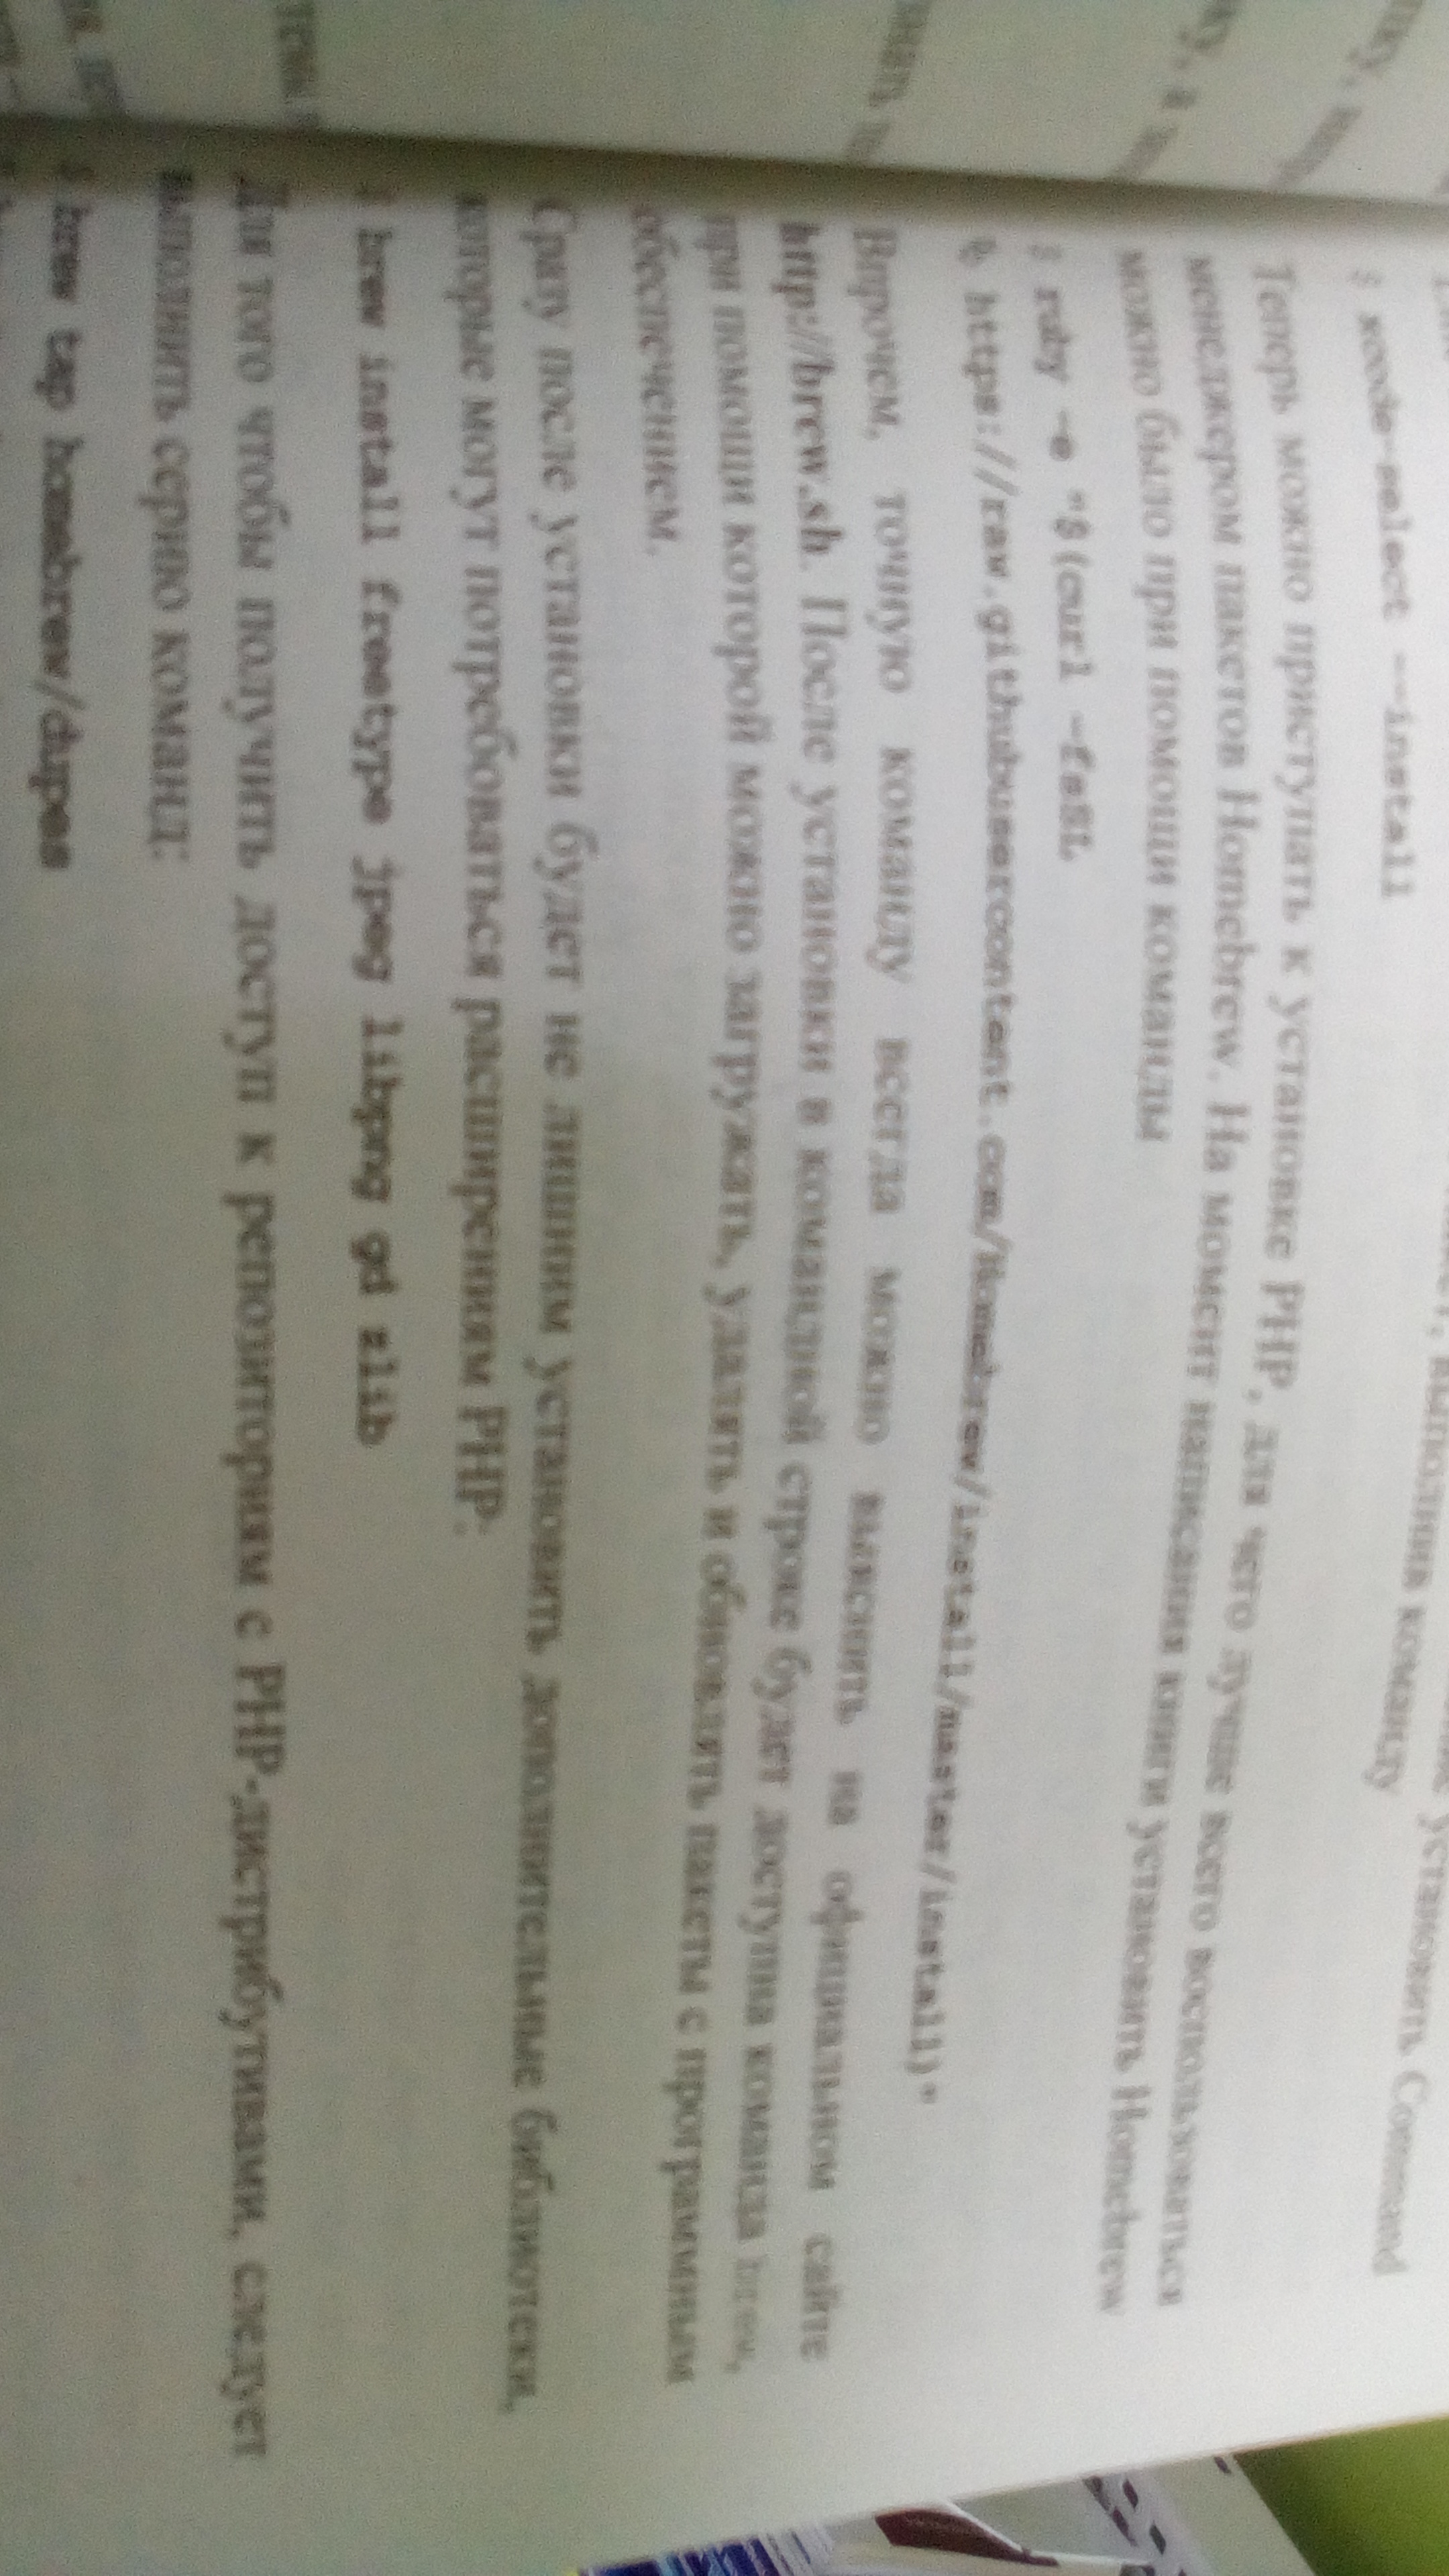 установить Command
выполнив команду
$ xcode-select --install
Теперь можно приступать к установке PHP, для чего лучше всего воспользоваться
менеджером пакетов Homebrew. На момент написания книги установить Homebrew
можно было при помощи команды
$ ruby -e "$(curl -fsSL
https://raw.githubusercontent.com/Homebrew/install/master/install)"
Впрочем, точную команду всегда можно выяснить на официальном сайте
http://brew.sh. После установки в командной строке будет доступна команда brew,
при помощи которой можно загружать, удалять и обновлять пакеты с программным
обеспечением.
Сразу после установки будет не лишним установить дополнительные библиотеки,
которые могут потребоваться расширениям PHP:
$ brew install freetype jpeg libpng gd zlib
Для того чтобы получить доступ к репозиториям с PHP-дистрибутивами, следует
выполнить серию команд:
$ brew tap homebrew/dupes